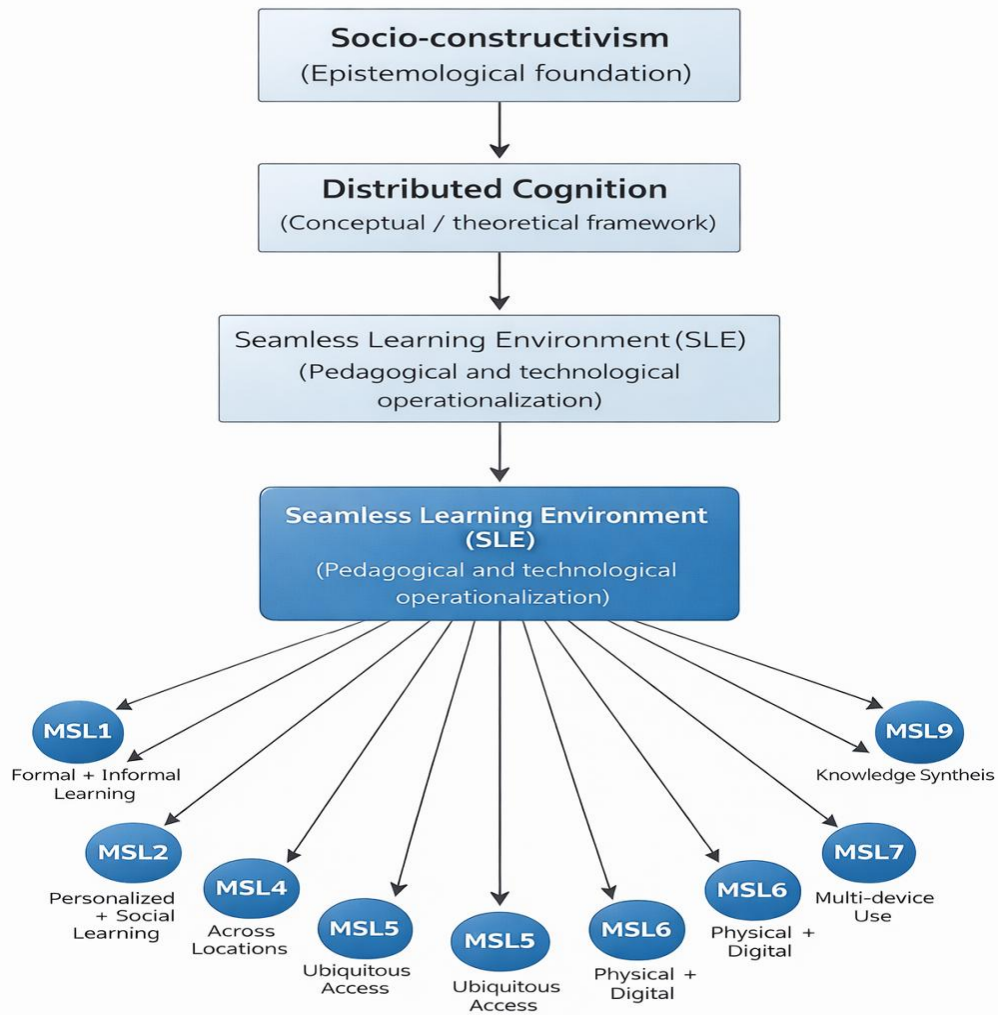 Socio-constructivism
(Epistemological foundation)
Distributed Cognition
(Conceptual / theoretical framework)
Seamless Learning Environment (SLE)
(Pedagogical and technological
operationalization)
Seamless Learning Environment
(SLE)
(Pedagogical and technological
operationalization)
MSL1
Formal + Informal
Learning
MSL9
Knowledge Syntheis
MSL2
Personalized
+ Social
Learning
MSL4
Across
Locations
MSL5
Ubiquitous
Access
MSL5
Ubiquitous
Access
MSL6
Physical +
Digital
MSL6
Physical +
Digital
MSL7
Multi-device
Use